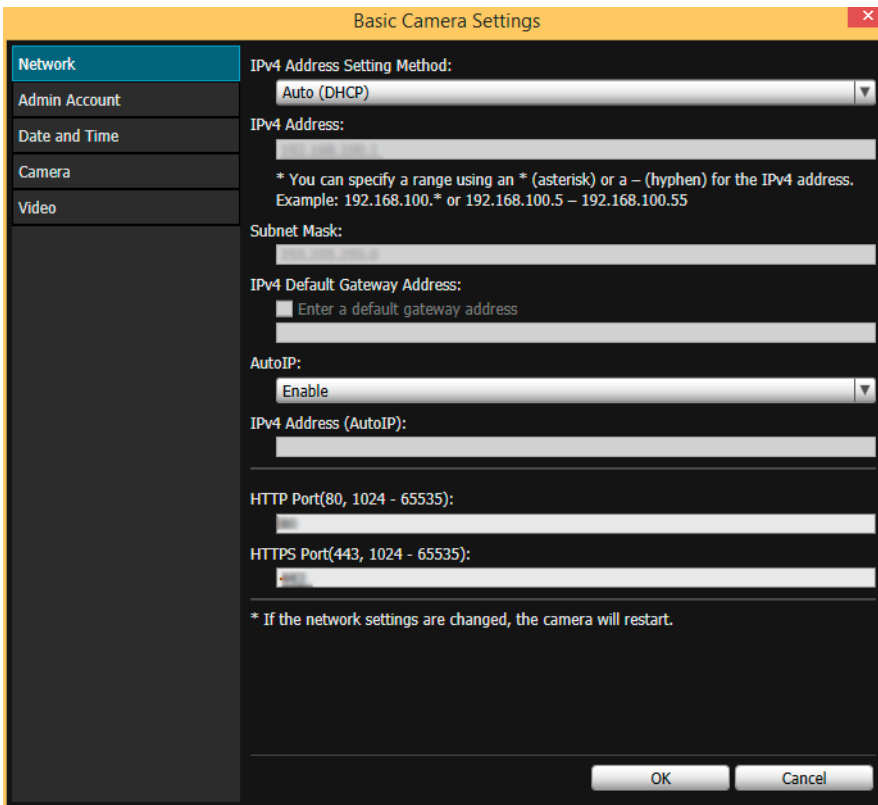 Basic Camera Settings
Network
Admin Account
Date and Time
Camera
Video
IPv4 Address Setting Method:
Auto (DHCP)
IPv4 Address:
* You can specify a range using an * (asterisk) or a – (hyphen) for the IPv4 address.
Example: 192.168.100.* or 192.168.100.5 – 192.168.100.55
Subnet Mask:
IPv4 Default Gateway Address:
Enter a default gateway address
AutoIP:
Enable
IPv4 Address (AutoIP):
HTTP Port(80, 1024 - 65535):
HTTPS Port(443, 1024 - 65535):
* If the network settings are changed, the camera will restart.
OK
Cancel